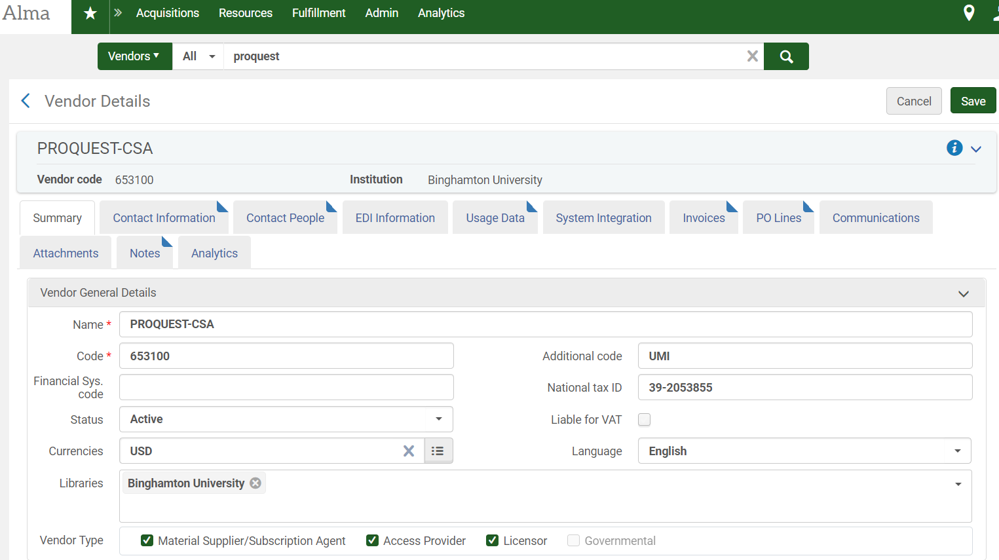 Alma
Acquisitions Resources Fulfillment Admin Analytics
Vendors All proquest
Vendor Details Cancel Save
PROQUEST-CSA
Vendor code 653100 Institution Binghamton University
Summary Contact Information Contact People EDI Information Usage Data System Integration Invoices PO Lines Communications
Attachments Notes Analytics
Vendor General Details
Name * PROQUEST-CSA
Code * 653100 Additional code UMI
Financial Sys.
code
National tax ID 39-2053855
Status Active Liable for VAT
Currencies USD Language English
Libraries Binghamton University
Vendor Type Material Supplier/Subscription Agent Access Provider Licensor Governmental